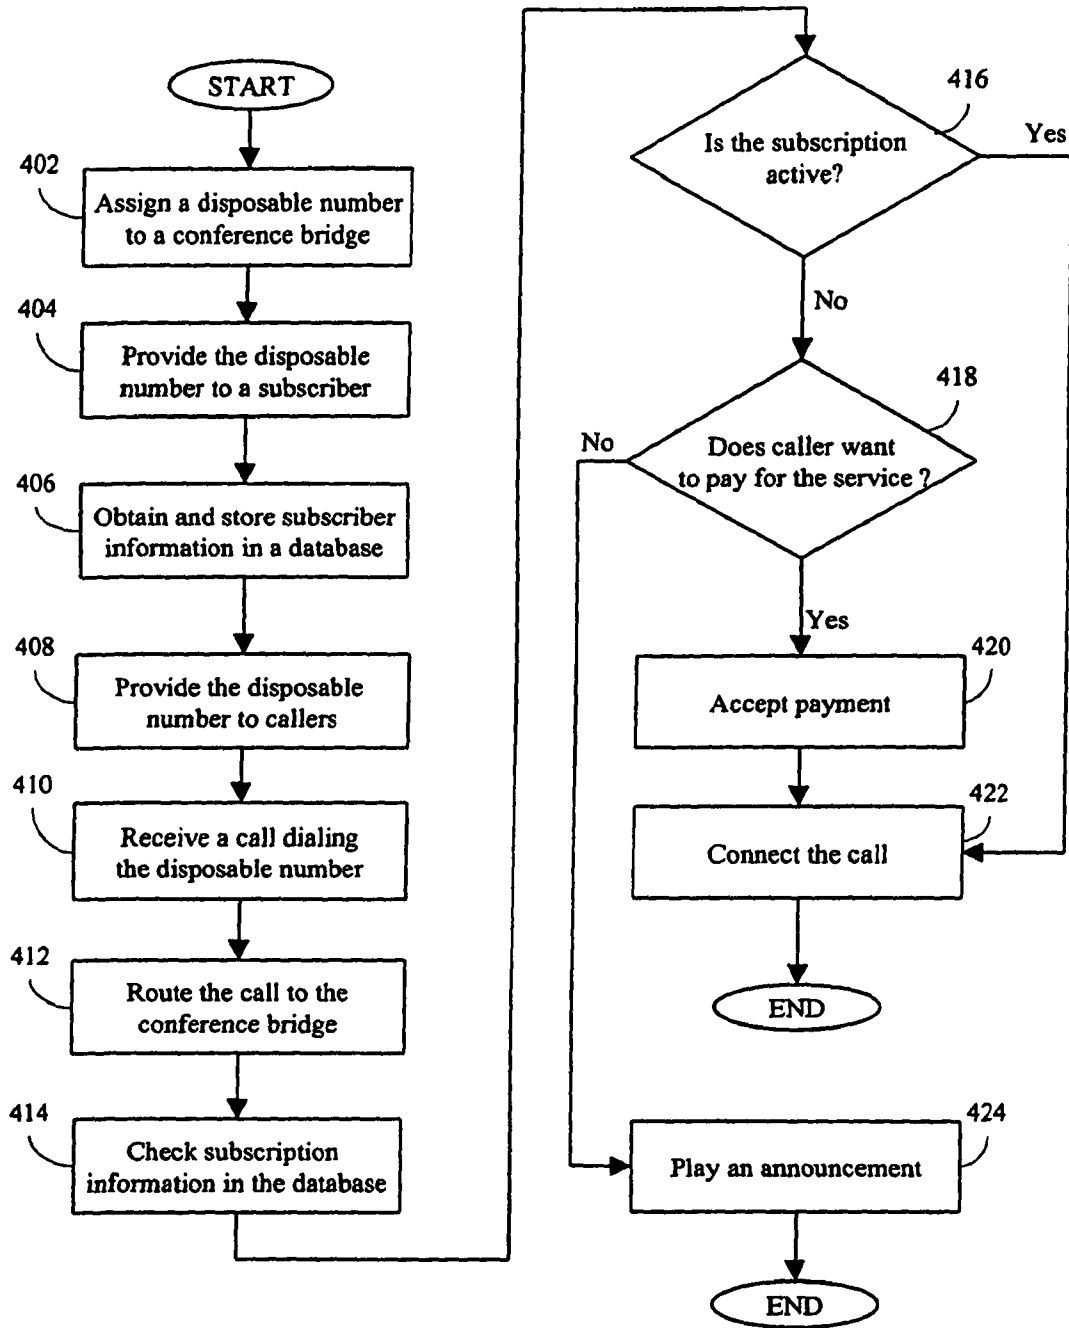 START
402
Assign a disposable number
to a conference bridge
404
Provide the disposable
number to a subscriber
406
Obtain and store subscriber
information in a database
408
Provide the disposable
number to callers
410
Receive a call dialing
the disposable number
412
Route the call to the
conference bridge
414
Check subscription
information in the database
416
Is the subscription
active?
Yes
No
418
Does caller want
to pay for the service ?
No
Yes
420
Accept payment
422
Connect the call
END
424
Play an announcement
END